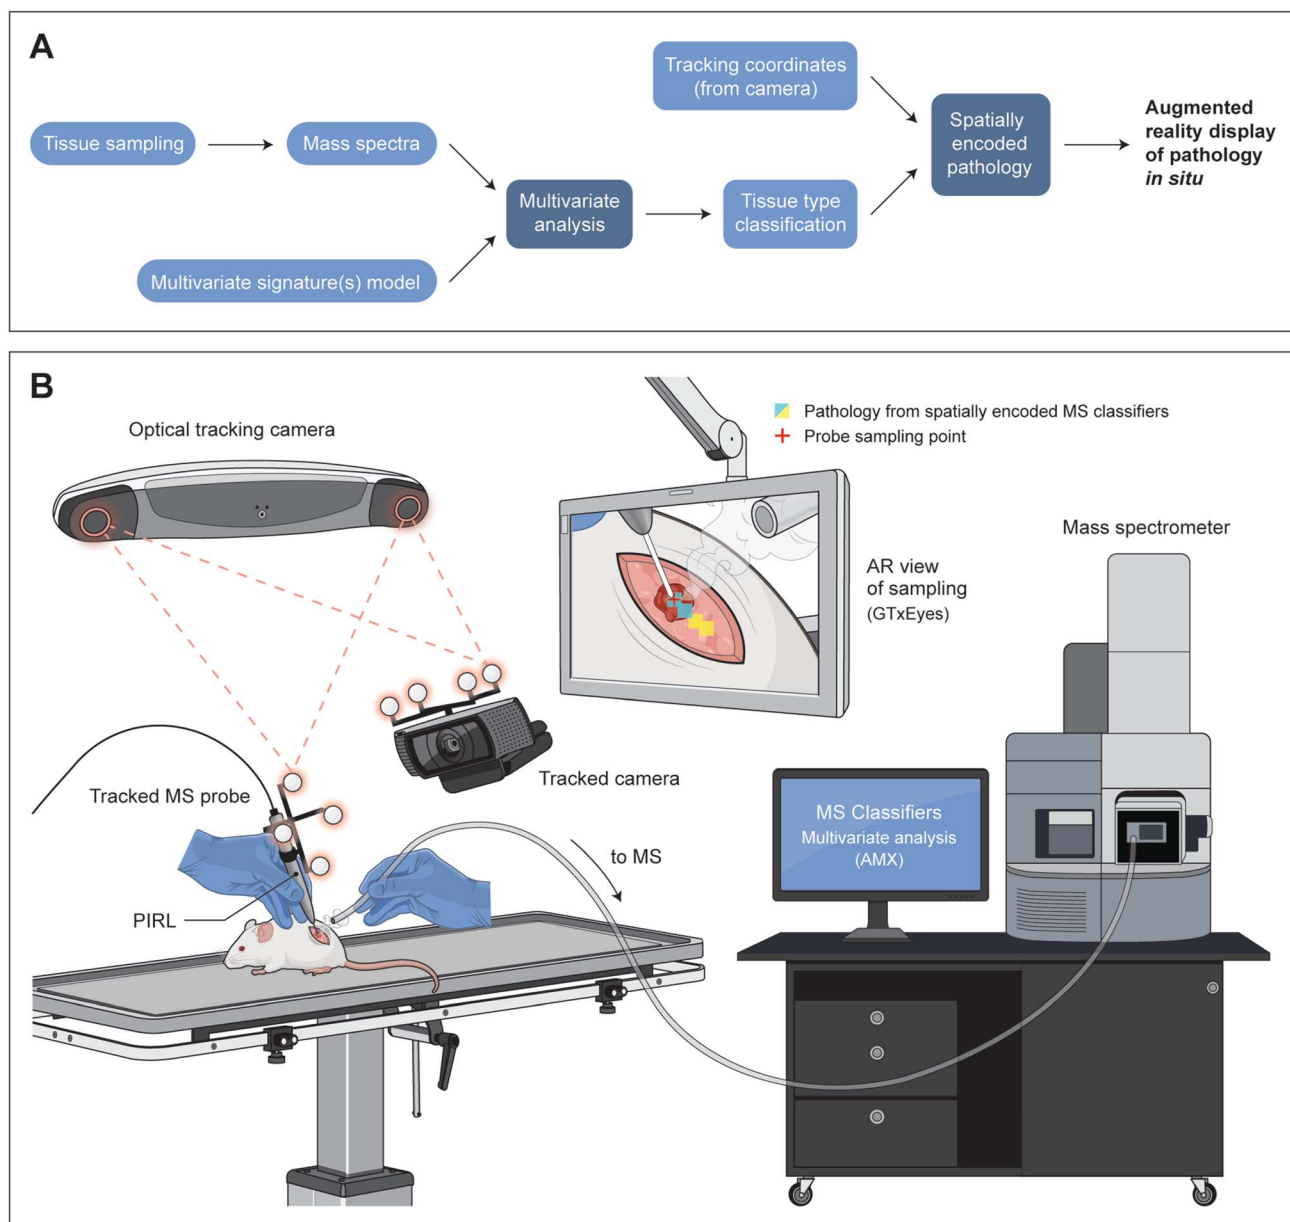 A
Tissue sampling
Mass spectra
Multivariate signature(s) model
Multivariate
analysis
Tracking coordinates
(from camera)
Tissue type
classification
Spatially
encoded
pathology
Augmented
reality display
of pathology
in situ
B
Optical tracking camera
Pathology from spatially encoded MS classifiers
Probe sampling point
Mass spectrometer
AR view
of sampling
(GTxEyes)
Tracked camera
Tracked MS probe
MS Classifiers
Multivariate analysis
(AMX)
to MS
PIRL